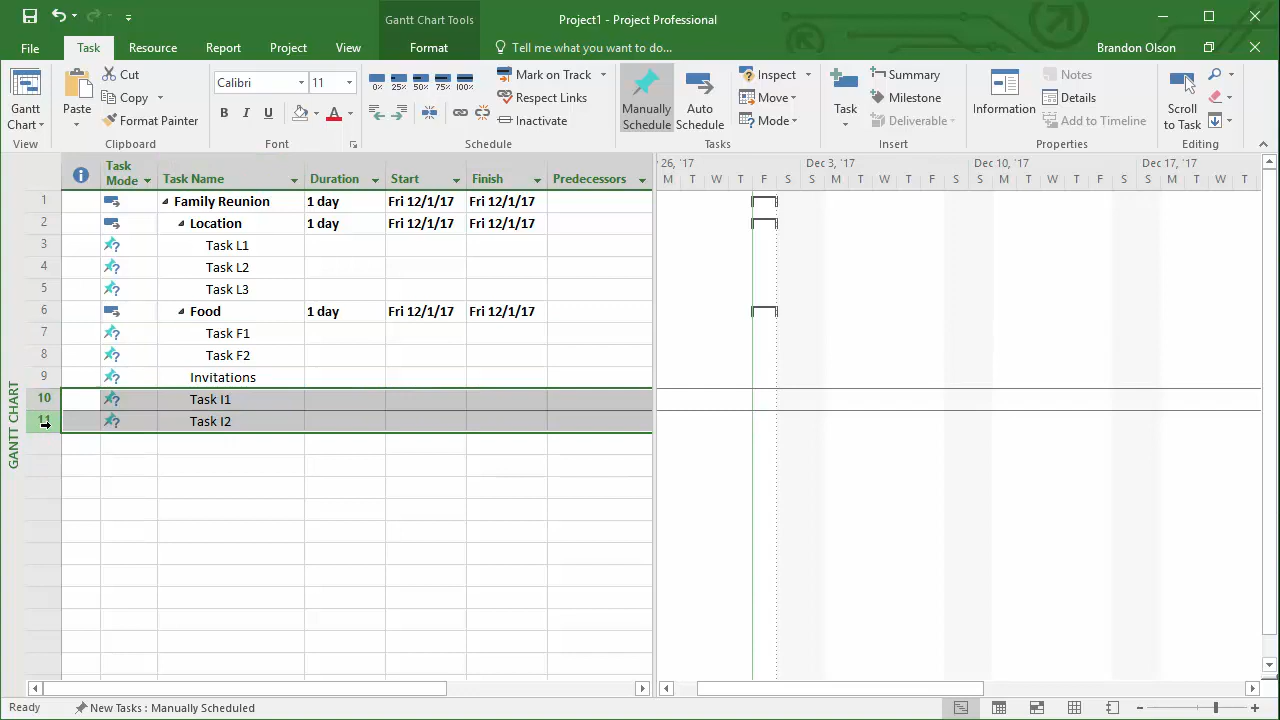 Gantt Chart Tools
Project1 - Project Professional
File Task Resource Report Project View Format Tell me what you want to do... Brandon Olson
Gantt Chart
View
Paste
Cut
Copy
Format Painter
Clipboard
Calibri 11
B I U A
Font
0% 25% 50% 75% 100%
Mark on Track
Respect Links
Inactivate
Schedule
Manually Schedule
Auto Schedule
Inspect
Move
Mode
Tasks
Task
Summary
Milestone
Deliverable
Insert
Information
Notes
Details
Add to Timeline
Properties
Scroll to Task
Editing
GANTT CHART
Task Mode Task Name Duration Start Finish Predecessors
26, '17 Dec 3, '17 Dec 10, '17 Dec 17, '17
M T W T F S S M T W T F S S M T W T F S S M T W T
1 Family Reunion 1 day Fri 12/1/17 Fri 12/1/17
2 Location 1 day Fri 12/1/17 Fri 12/1/17
3 Task L1
4 Task L2
5 Task L3
6 Food 1 day Fri 12/1/17 Fri 12/1/17
7 Task F1
8 Task F2
9 Invitations
10 Task I1
11 Task I2
Ready New Tasks : Manually Scheduled